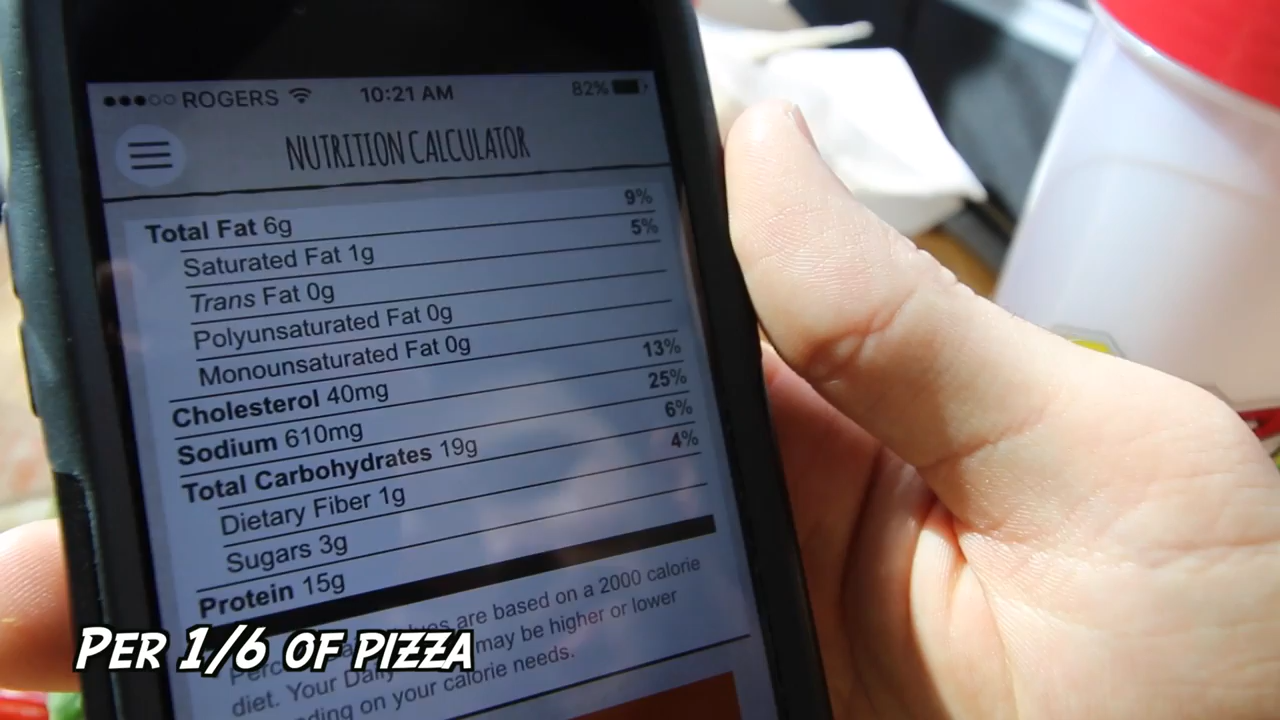 ROGERS 10:21 AM 82%
NUTRITION CALCULATOR
Total Fat 6g 9%
Saturated Fat 1g 5%
Trans Fat 0g
Polyunsaturated Fat 0g
Monounsaturated Fat 0g
Cholesterol 40mg 13%
Sodium 610mg 25%
Total Carbohydrates 19g 6%
Dietary Fiber 1g 4%
Sugars 3g
Protein 15g
are based on a 2000 calorie
diet. Your Daily may be higher or lower
on your calorie needs.
PER 1/6 OF PIZZA